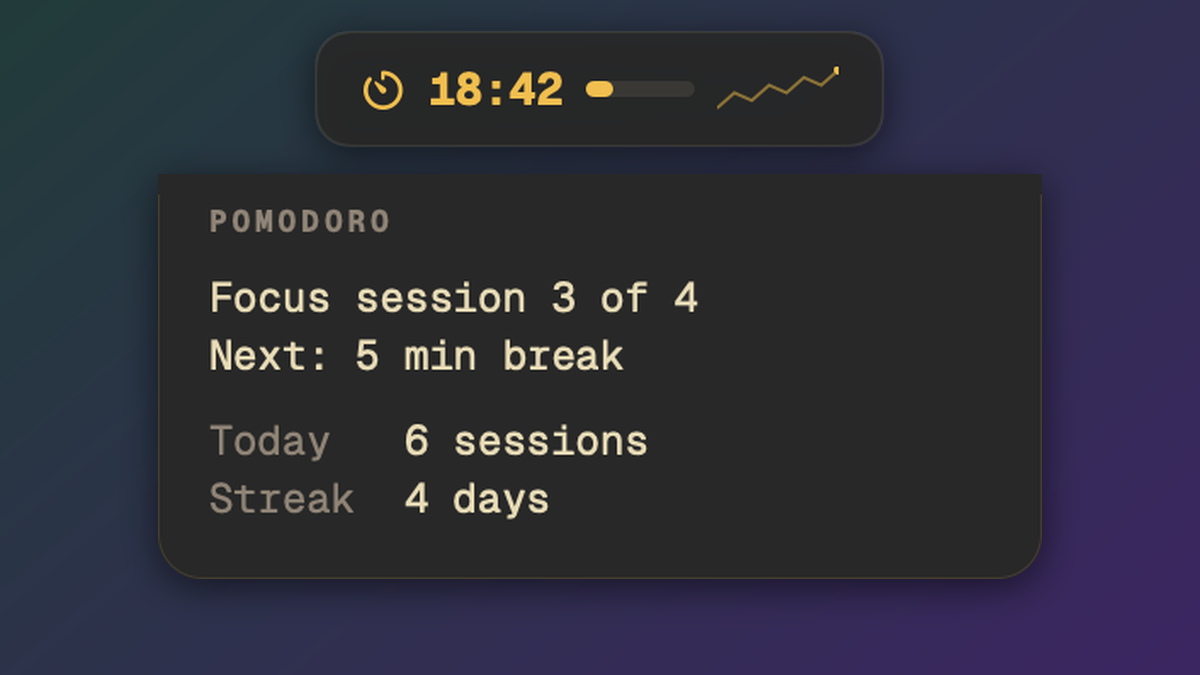 18:42
POMODORO
Focus session 3 of 4
Next: 5 min break
Today 6 sessions
Streak 4 days